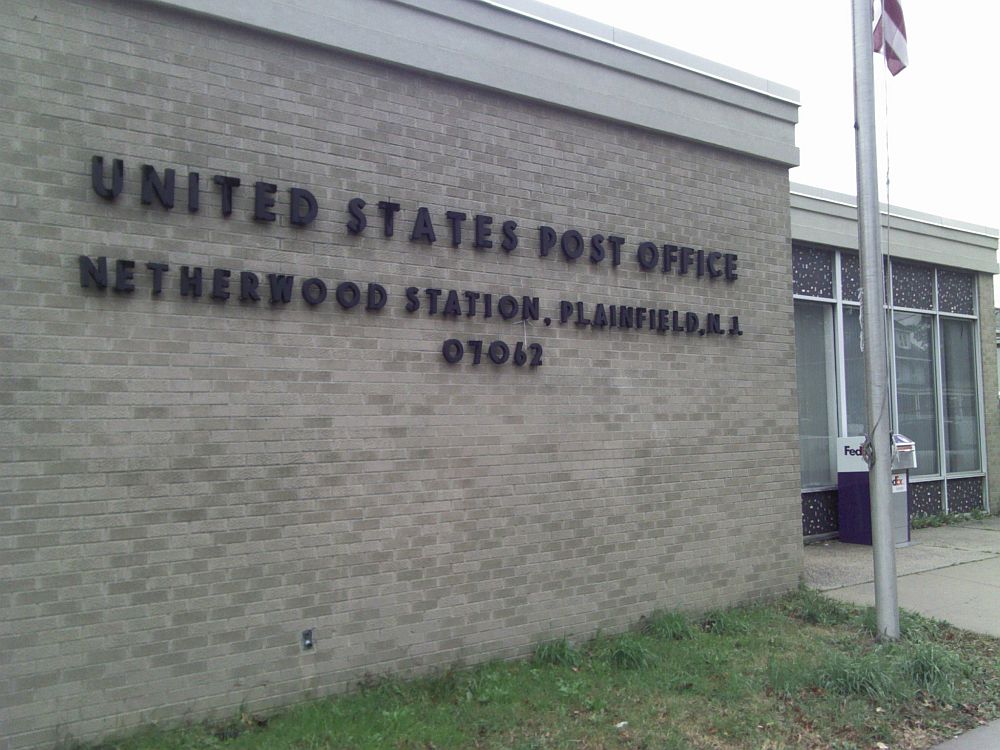 UNITED STATES POST OFFICE
NETHERWOOD STATION, PLAINFIELD, N. J.
07062
FedEx